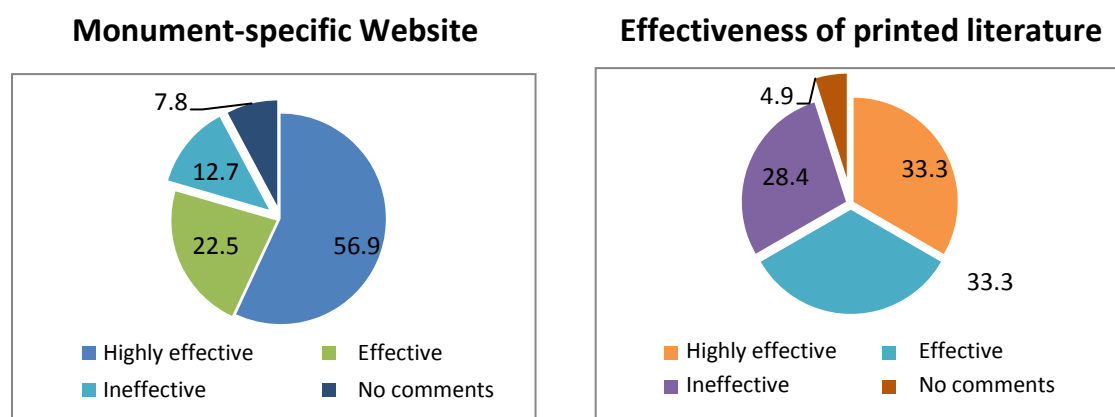 Monument-specific Website
7.8
12.7
22.5
56.9
Highly effective
Effective
Ineffective
No comments
Effectiveness of printed literature
4.9
33.3
28.4
33.3
Highly effective
Effective
Ineffective
No comments